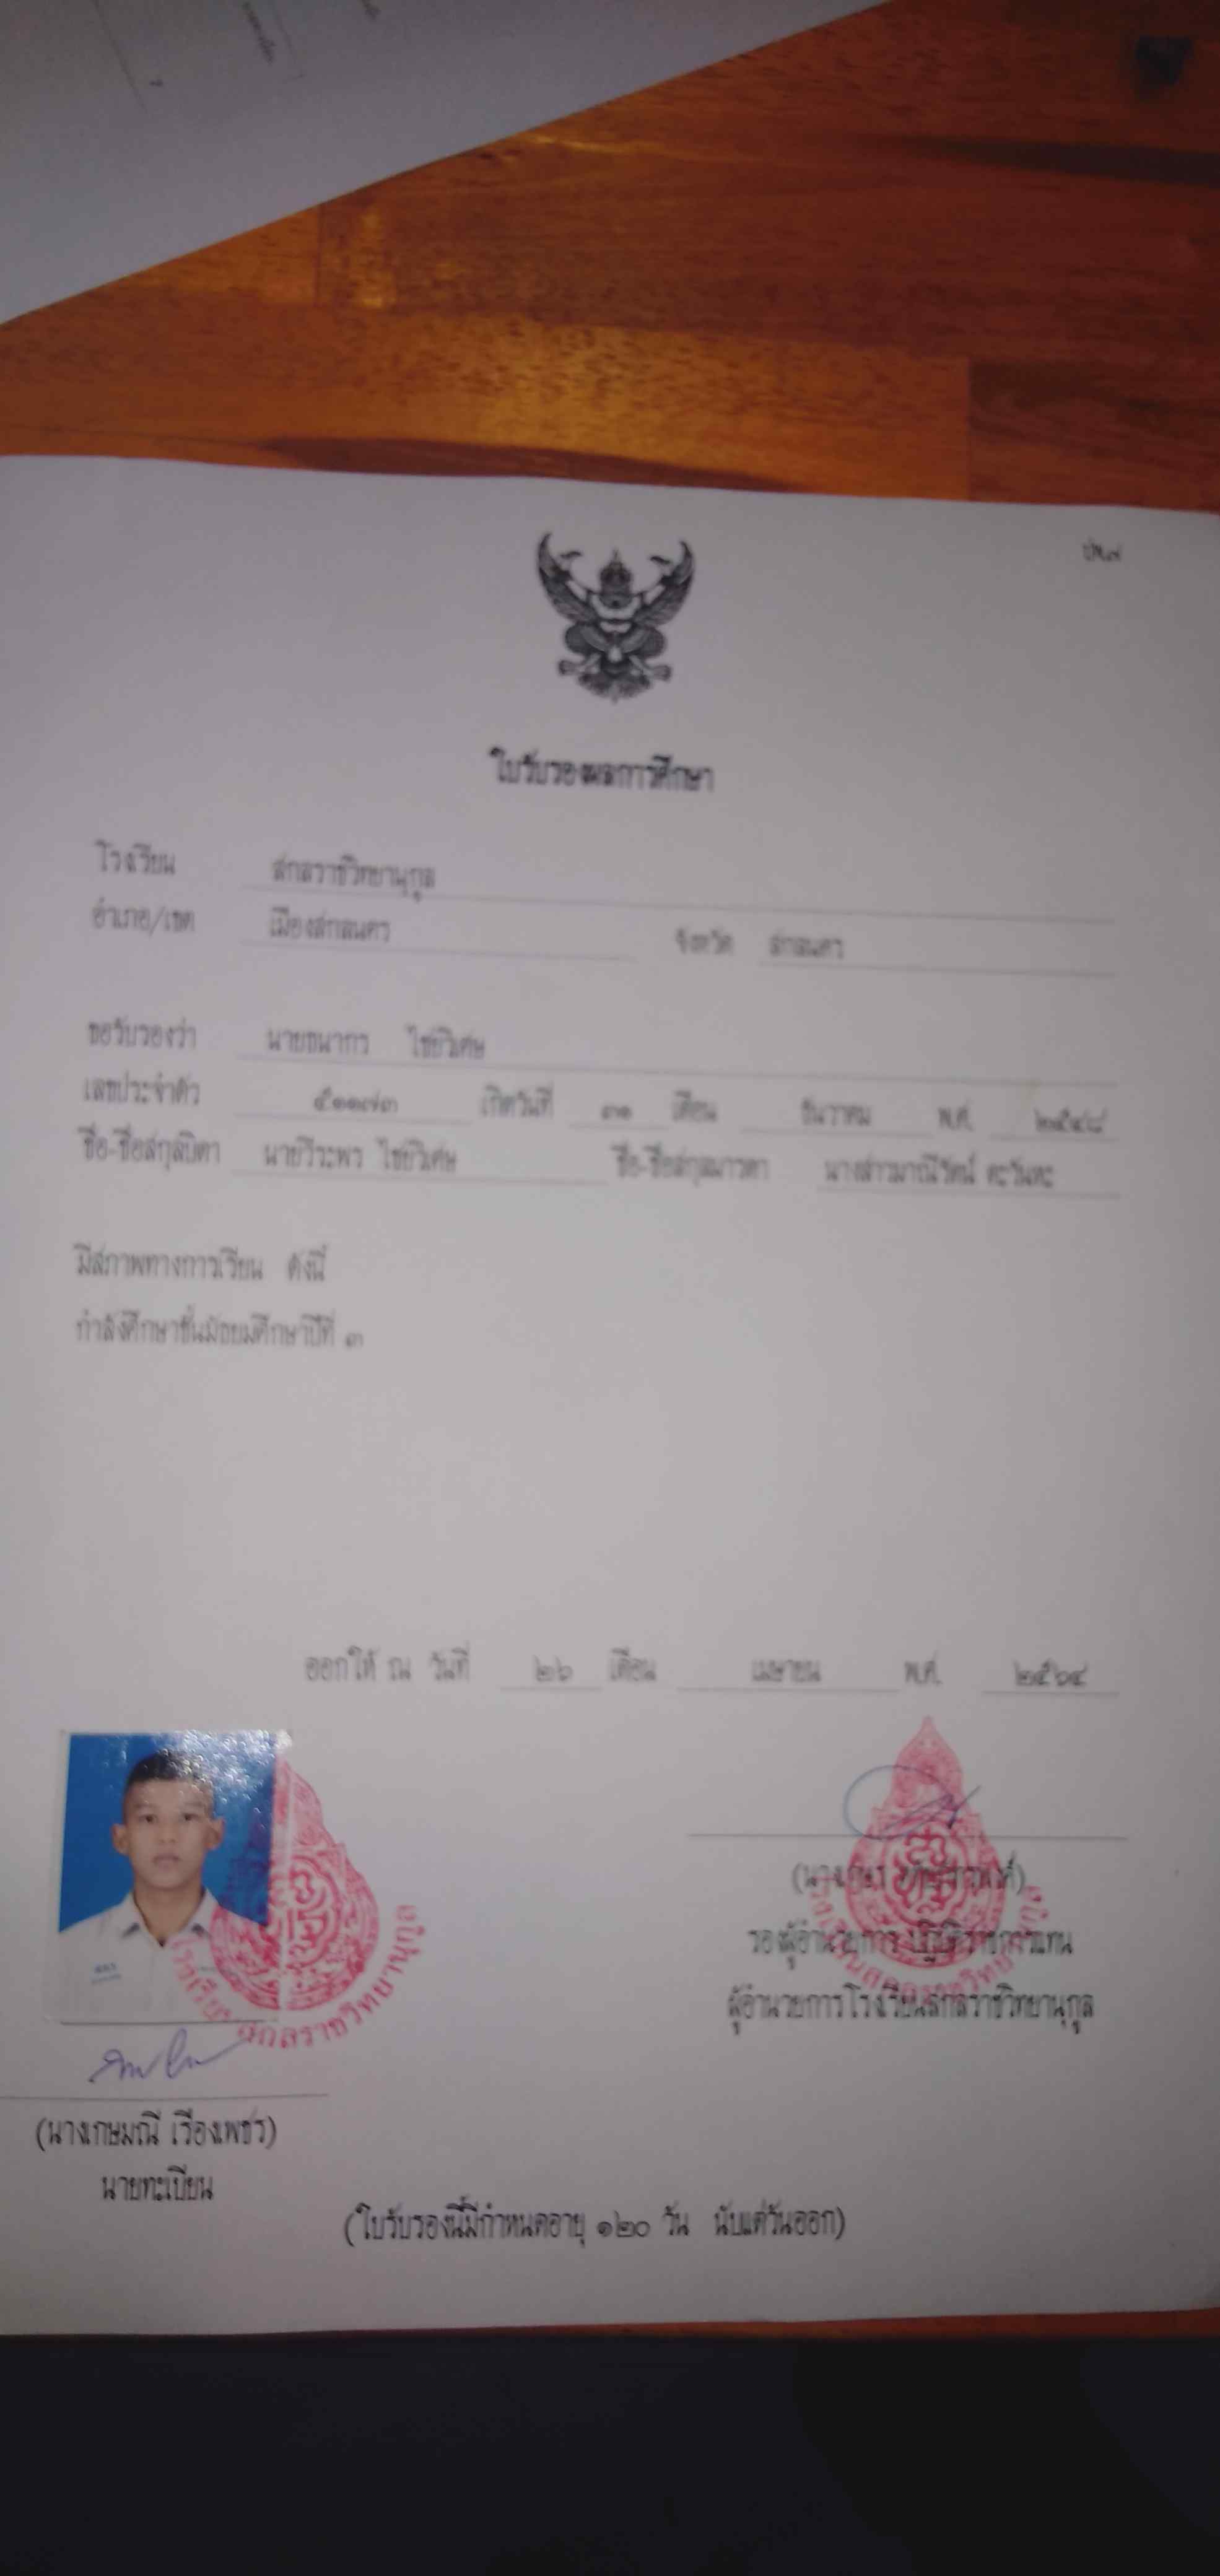 ปพ.๗
ใบรับรองผลการศึกษา
โรงเรียน สกลราชวิทยานุกูล
อำเภอ/เขต เมืองสกลนคร จังหวัด สกลนคร
ขอรับรองว่า นายธนากร ไชยวิเศษ
เลขประจำตัว ๕๑๑๗๓ เกิดวันที่ ๓๑ เดือน ธันวาคม พ.ศ. ๒๕๔๘
ชื่อ-ชื่อสกุลบิดา นายวีระพร ไชยวิเศษ ชื่อ-ชื่อสกุลมารดา นางสาวมาณีรัตน์ ตะวันตะ
มีสภาพทางการเรียน ดังนี้
กำลังศึกษาชั้นมัธยมศึกษาปีที่ ๓
ออกให้ ณ วันที่ ๒๖ เดือน เมษายน พ.ศ. ๒๕๖๔
รองผู้อำนวยการ ปฏิบัติราชการแทน
ผู้อำนวยการโรงเรียนสกลราชวิทยานุกูล
โรงเรียนสกลราชวิทยานุกูล
(นางเกษมณี เรืองเพชร)
นายทะเบียน
(ใบรับรองนี้มีกำหนดอายุ ๑๒๐ วัน นับแต่วันออก)